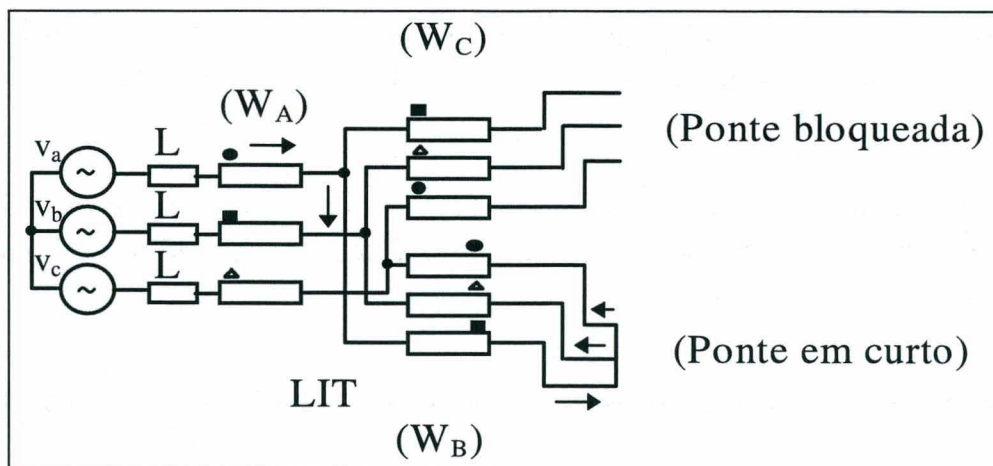 (W_C)
(W_A)
v_a
L
(Ponte bloqueada)
v_b
L
v_c
L
(Ponte em curto)
LIT
(W_B)